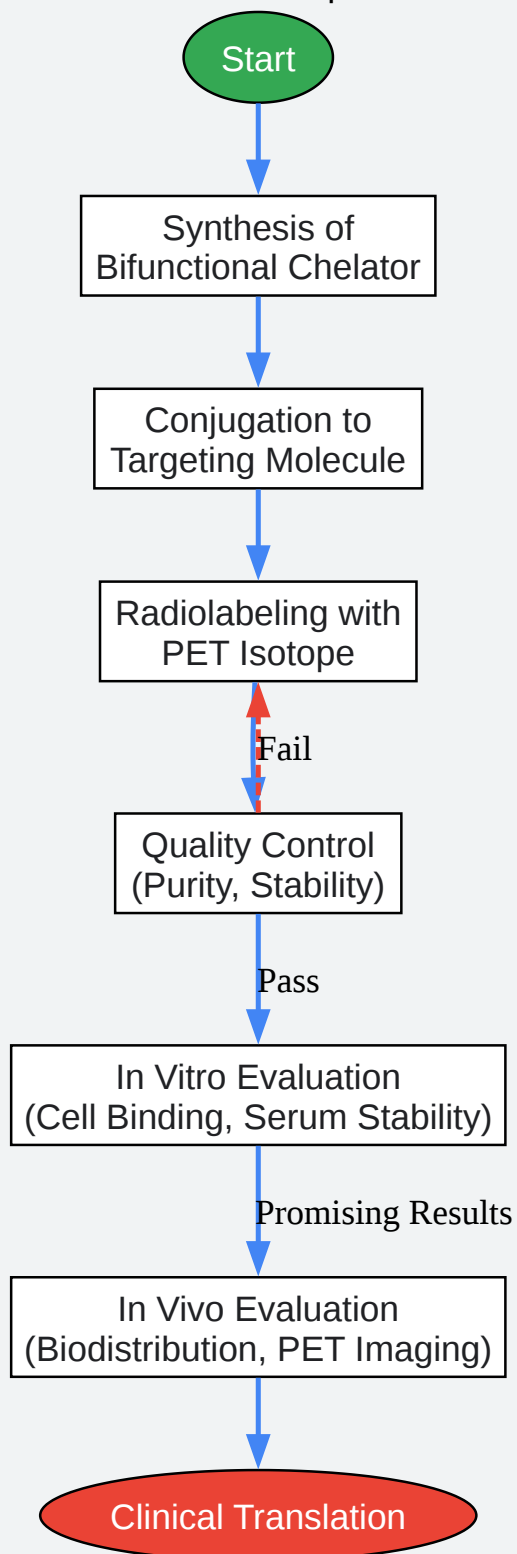 Start
Synthesis of
Bifunctional Chelator
Conjugation to
Targeting Molecule
Radiolabeling with
PET Isotope
Fail
Quality Control
(Purity, Stability)
Pass
In Vitro Evaluation
(Cell Binding, Serum Stability)
Promising Results
In Vivo Evaluation
(Biodistribution, PET Imaging)
Clinical Translation